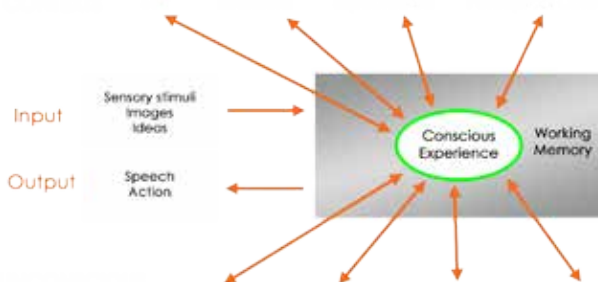 Input
Sensory stimuli
Images
Ideas
Output
Speech
Action
Conscious
Experience
Working
Memory